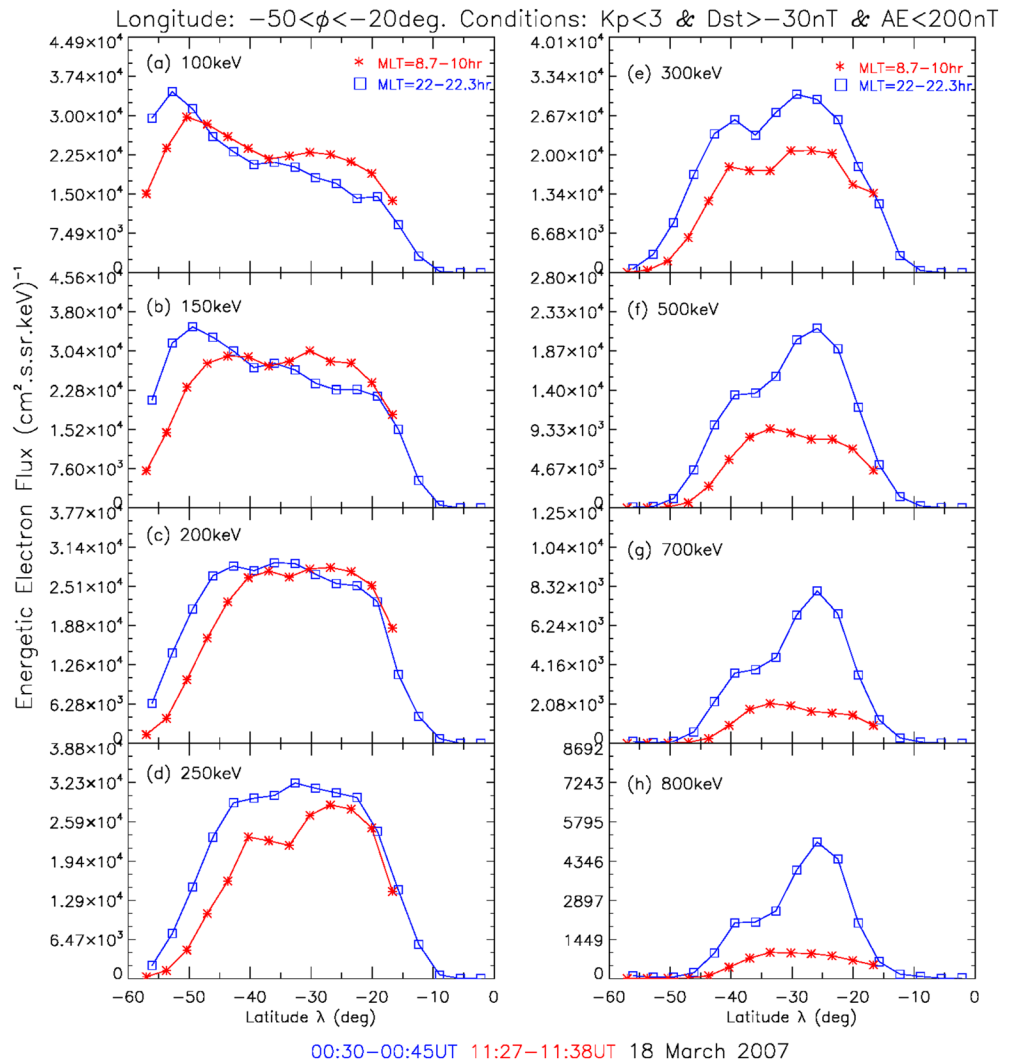 Longitude: −50<ϕ<−20deg. Conditions: Kp<3 & Dst>−30nT & AE<200nT
Energetic Electron Flux (cm².s.sr.keV)⁻¹
4.49×10⁴
3.74×10⁴
3.00×10⁴
2.25×10⁴
1.50×10⁴
7.49×10³
0
(a) 100keV
MLT=8.7−10hr
MLT=22−22.3hr
4.56×10⁴
3.80×10⁴
3.04×10⁴
2.28×10⁴
1.52×10⁴
7.60×10³
0
(b) 150keV
3.77×10⁴
3.14×10⁴
2.51×10⁴
1.88×10⁴
1.26×10⁴
6.28×10³
0
(c) 200keV
3.88×10⁴
3.23×10⁴
2.59×10⁴
1.94×10⁴
1.29×10⁴
6.47×10³
0
(d) 250keV
−60 −50 −40 −30 −20 −10 0
Latitude λ (deg)
4.01×10⁴
3.34×10⁴
2.67×10⁴
2.00×10⁴
1.34×10⁴
6.68×10³
0
(e) 300keV
MLT=8.7−10hr
MLT=22−22.3hr
2.80×10⁴
2.33×10⁴
1.87×10⁴
1.40×10⁴
9.33×10³
4.67×10³
0
(f) 500keV
1.25×10⁴
1.04×10⁴
8.32×10³
6.24×10³
4.16×10³
2.08×10³
0
(g) 700keV
8692
7243
5795
4346
2897
1449
0
(h) 800keV
−60 −50 −40 −30 −20 −10 0
Latitude λ (deg)
00:30−00:45UT 11:27−11:38UT 18 March 2007